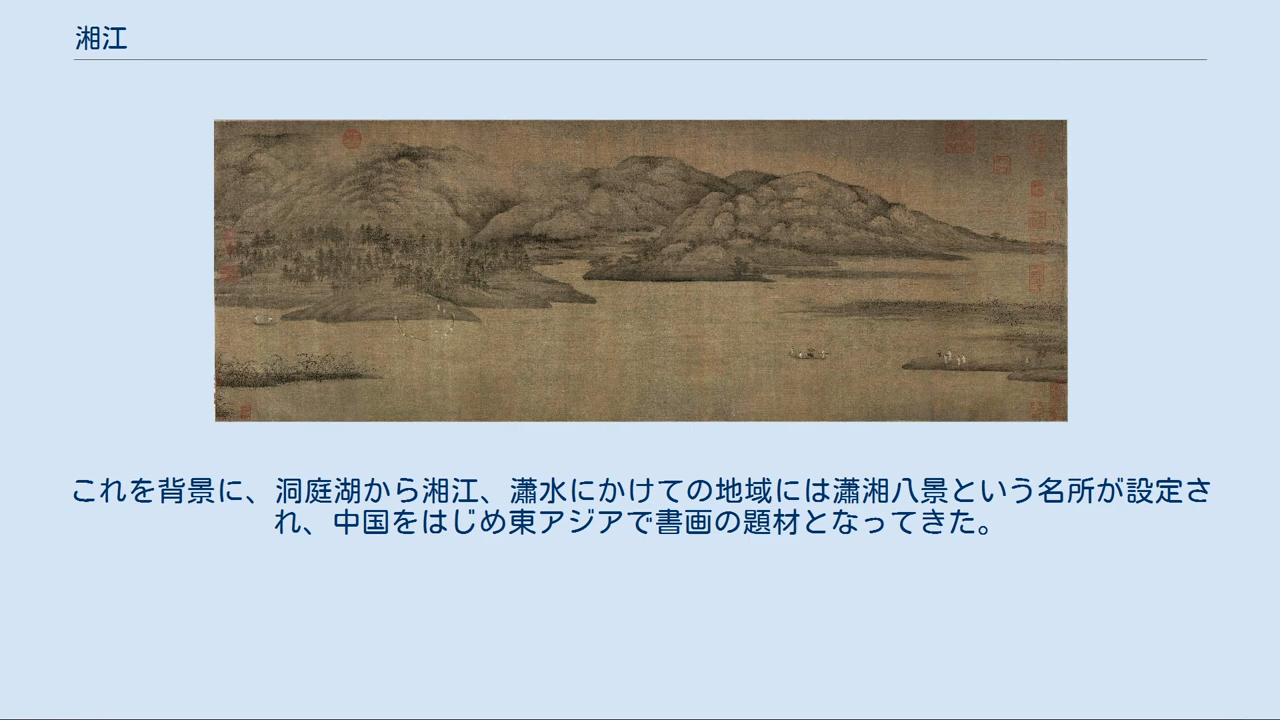 湘江
これを背景に、洞庭湖から湘江、瀟水にかけての地域には瀟湘八景という名所が設定さ
れ、中国をはじめ東アジアで書画の題材となってきた。